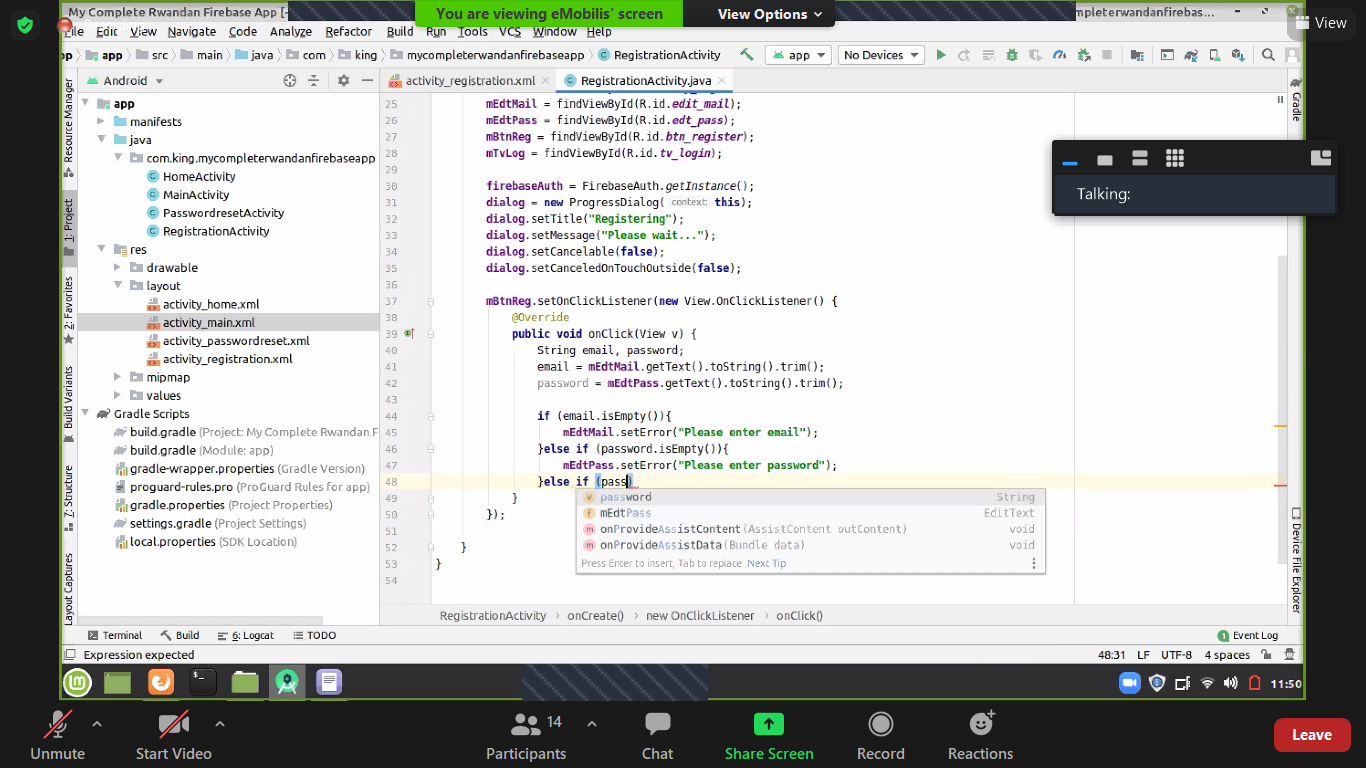 My Complete Rwandan Firebase App [-
You are viewing eMobilis' screen
View Options
mpleterwandanfirebas...
View
File Edit View Navigate Code Analyze Refactor Build Run Tools VCS Window Help
pp app src main java com king mycompleterwandanfirebaseapp RegistrationActivity
app No Devices
Android
activity_registration.xml
RegistrationActivity.java
Resource Manager
1: Project
2: Favorites
Build Variants
7: Structure
Layout Captures
app
manifests
java
com.king.mycompleterwandanfirebaseapp
HomeActivity
MainActivity
PasswordresetActivity
RegistrationActivity
res
drawable
layout
activity_home.xml
activity_main.xml
activity_passwordreset.xml
activity_registration.xml
mipmap
values
Gradle Scripts
build.gradle (Project: My Complete Rwandan F
build.gradle (Module: app)
gradle-wrapper.properties (Gradle Version)
proguard-rules.pro (ProGuard Rules for app)
gradle.properties (Project Properties)
settings.gradle (Project Settings)
local.properties (SDK Location)
25 mEdtMail = findViewById(R.id.edit_mail);
26 mEdtPass = findViewById(R.id.edt_pass);
27 mBtnReg = findViewById(R.id.btn_register);
28 mTvLog = findViewById(R.id.tv_login);
29
30 firebaseAuth = FirebaseAuth.getInstance();
31 dialog = new ProgressDialog( context: this);
32 dialog.setTitle("Registering");
33 dialog.setMessage("Please wait...");
34 dialog.setCancelable(false);
35 dialog.setCanceledOnTouchOutside(false);
36
37 mBtnReg.setOnClickListener(new View.OnClickListener() {
38 @Override
39 public void onClick(View v) {
40 String email, password;
41 email = mEdtMail.getText().toString().trim();
42 password = mEdtPass.getText().toString().trim();
43
44 if (email.isEmpty()){
45 mEdtMail.setError("Please enter email");
46 }else if (password.isEmpty()){
47 mEdtPass.setError("Please enter password");
48 }else if (pass)
49 }
50 });
51
52 }
53 }
54
password String
mEdtPass EditText
onProvideAssistContent(AssistContent outContent) void
onProvideAssistData(Bundle data) void
Press Enter to insert, Tab to replace Next Tip
Talking:
Gradle
Device File Explorer
RegistrationActivity onCreate() new OnClickListener onClick()
Terminal Build 6: Logcat TODO Event Log
Expression expected 48:31 LF UTF-8 4 spaces
11:50
Unmute
Start Video
14
Participants
Chat
Share Screen
Record
Reactions
Leave